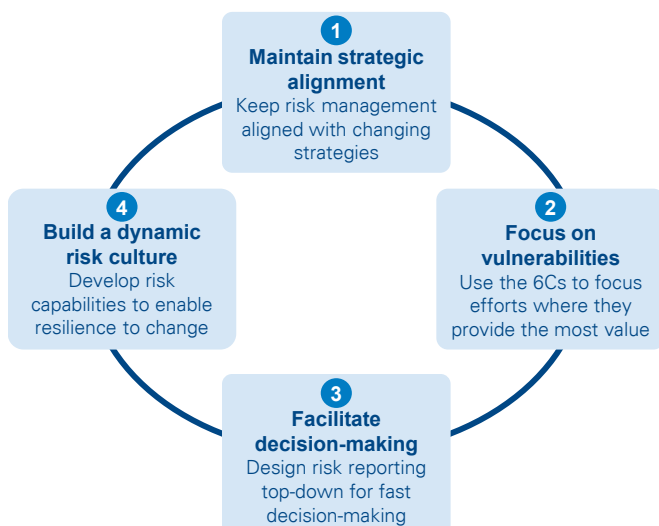 1
Maintain strategic
alignment
Keep risk management
aligned with changing
strategies
2
Focus on
vulnerabilities
Use the 6Cs to focus
efforts where they
provide the most value
3
Facilitate
decision-making
Design risk reporting
top-down for fast
decision-making
4
Build a dynamic
risk culture
Develop risk
capabilities to enable
resilience to change